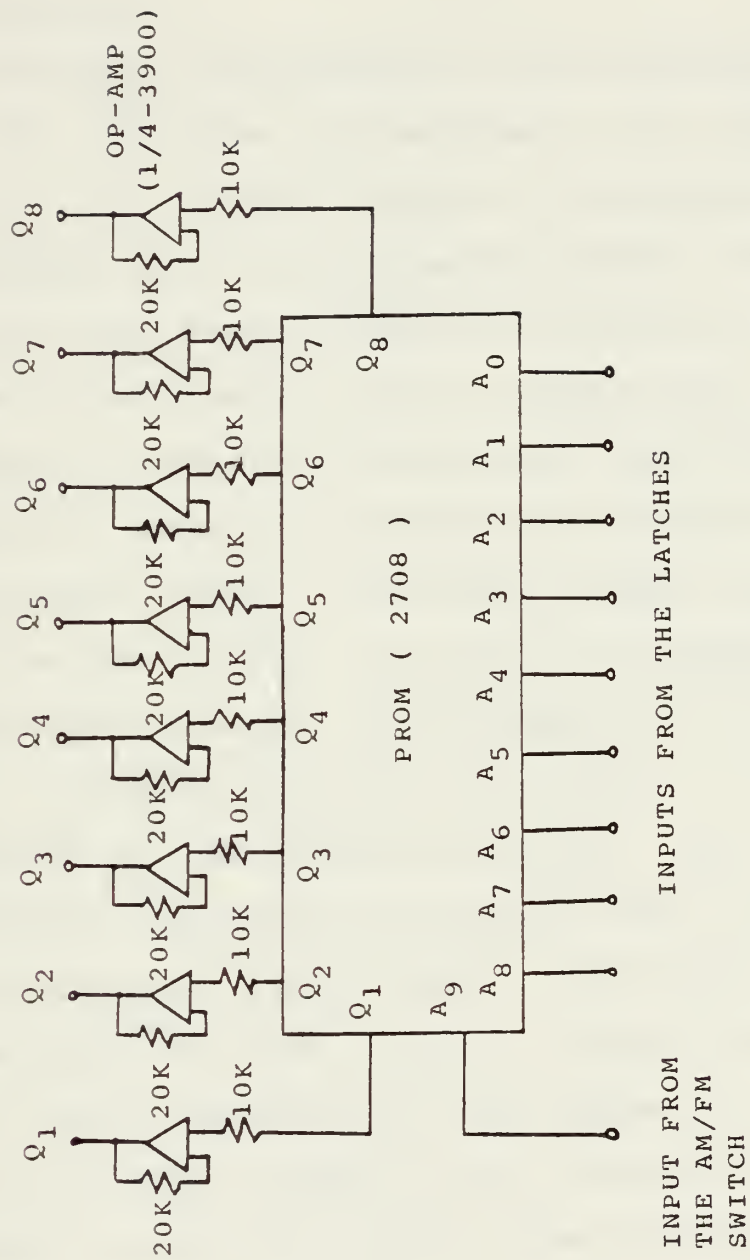 Q1 Q2 Q3 Q4 Q5 Q6 Q7 Q8
OP-AMP
(1/4-3900)
20K 20K 20K 20K 20K 20K 20K 20K
10K 10K 10K 10K 10K 10K 10K 10K
Q2 Q3 Q4 Q5 Q6 Q7
Q1 Q8
PROM ( 2708 )
A9
A8 A7 A6 A5 A4 A3 A2 A1 A0
INPUTS FROM THE LATCHES
INPUT FROM
THE AM/FM
SWITCH